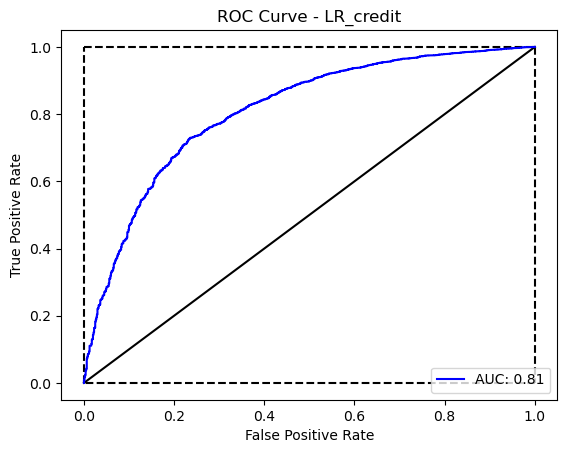 ROC Curve - LR_credit
True Positive Rate
1.0
0.8
0.6
0.4
0.2
0.0
AUC: 0.81
0.0 0.2 0.4 0.6 0.8 1.0
False Positive Rate